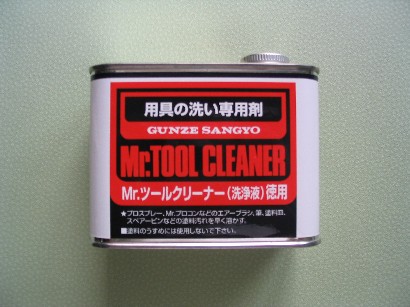 用具の洗い専用剤
GUNZE SANGYO
Mr.TOOL CLEANER
Mr.ツールクリーナー(洗浄液)徳用
★プロスプレー、Mr.プロコンなどのエアーブラシ、筆、塗料皿、
スペアービンなどの塗料汚れを早く溶かす。
■塗料のうすめには使用しないで下さい。